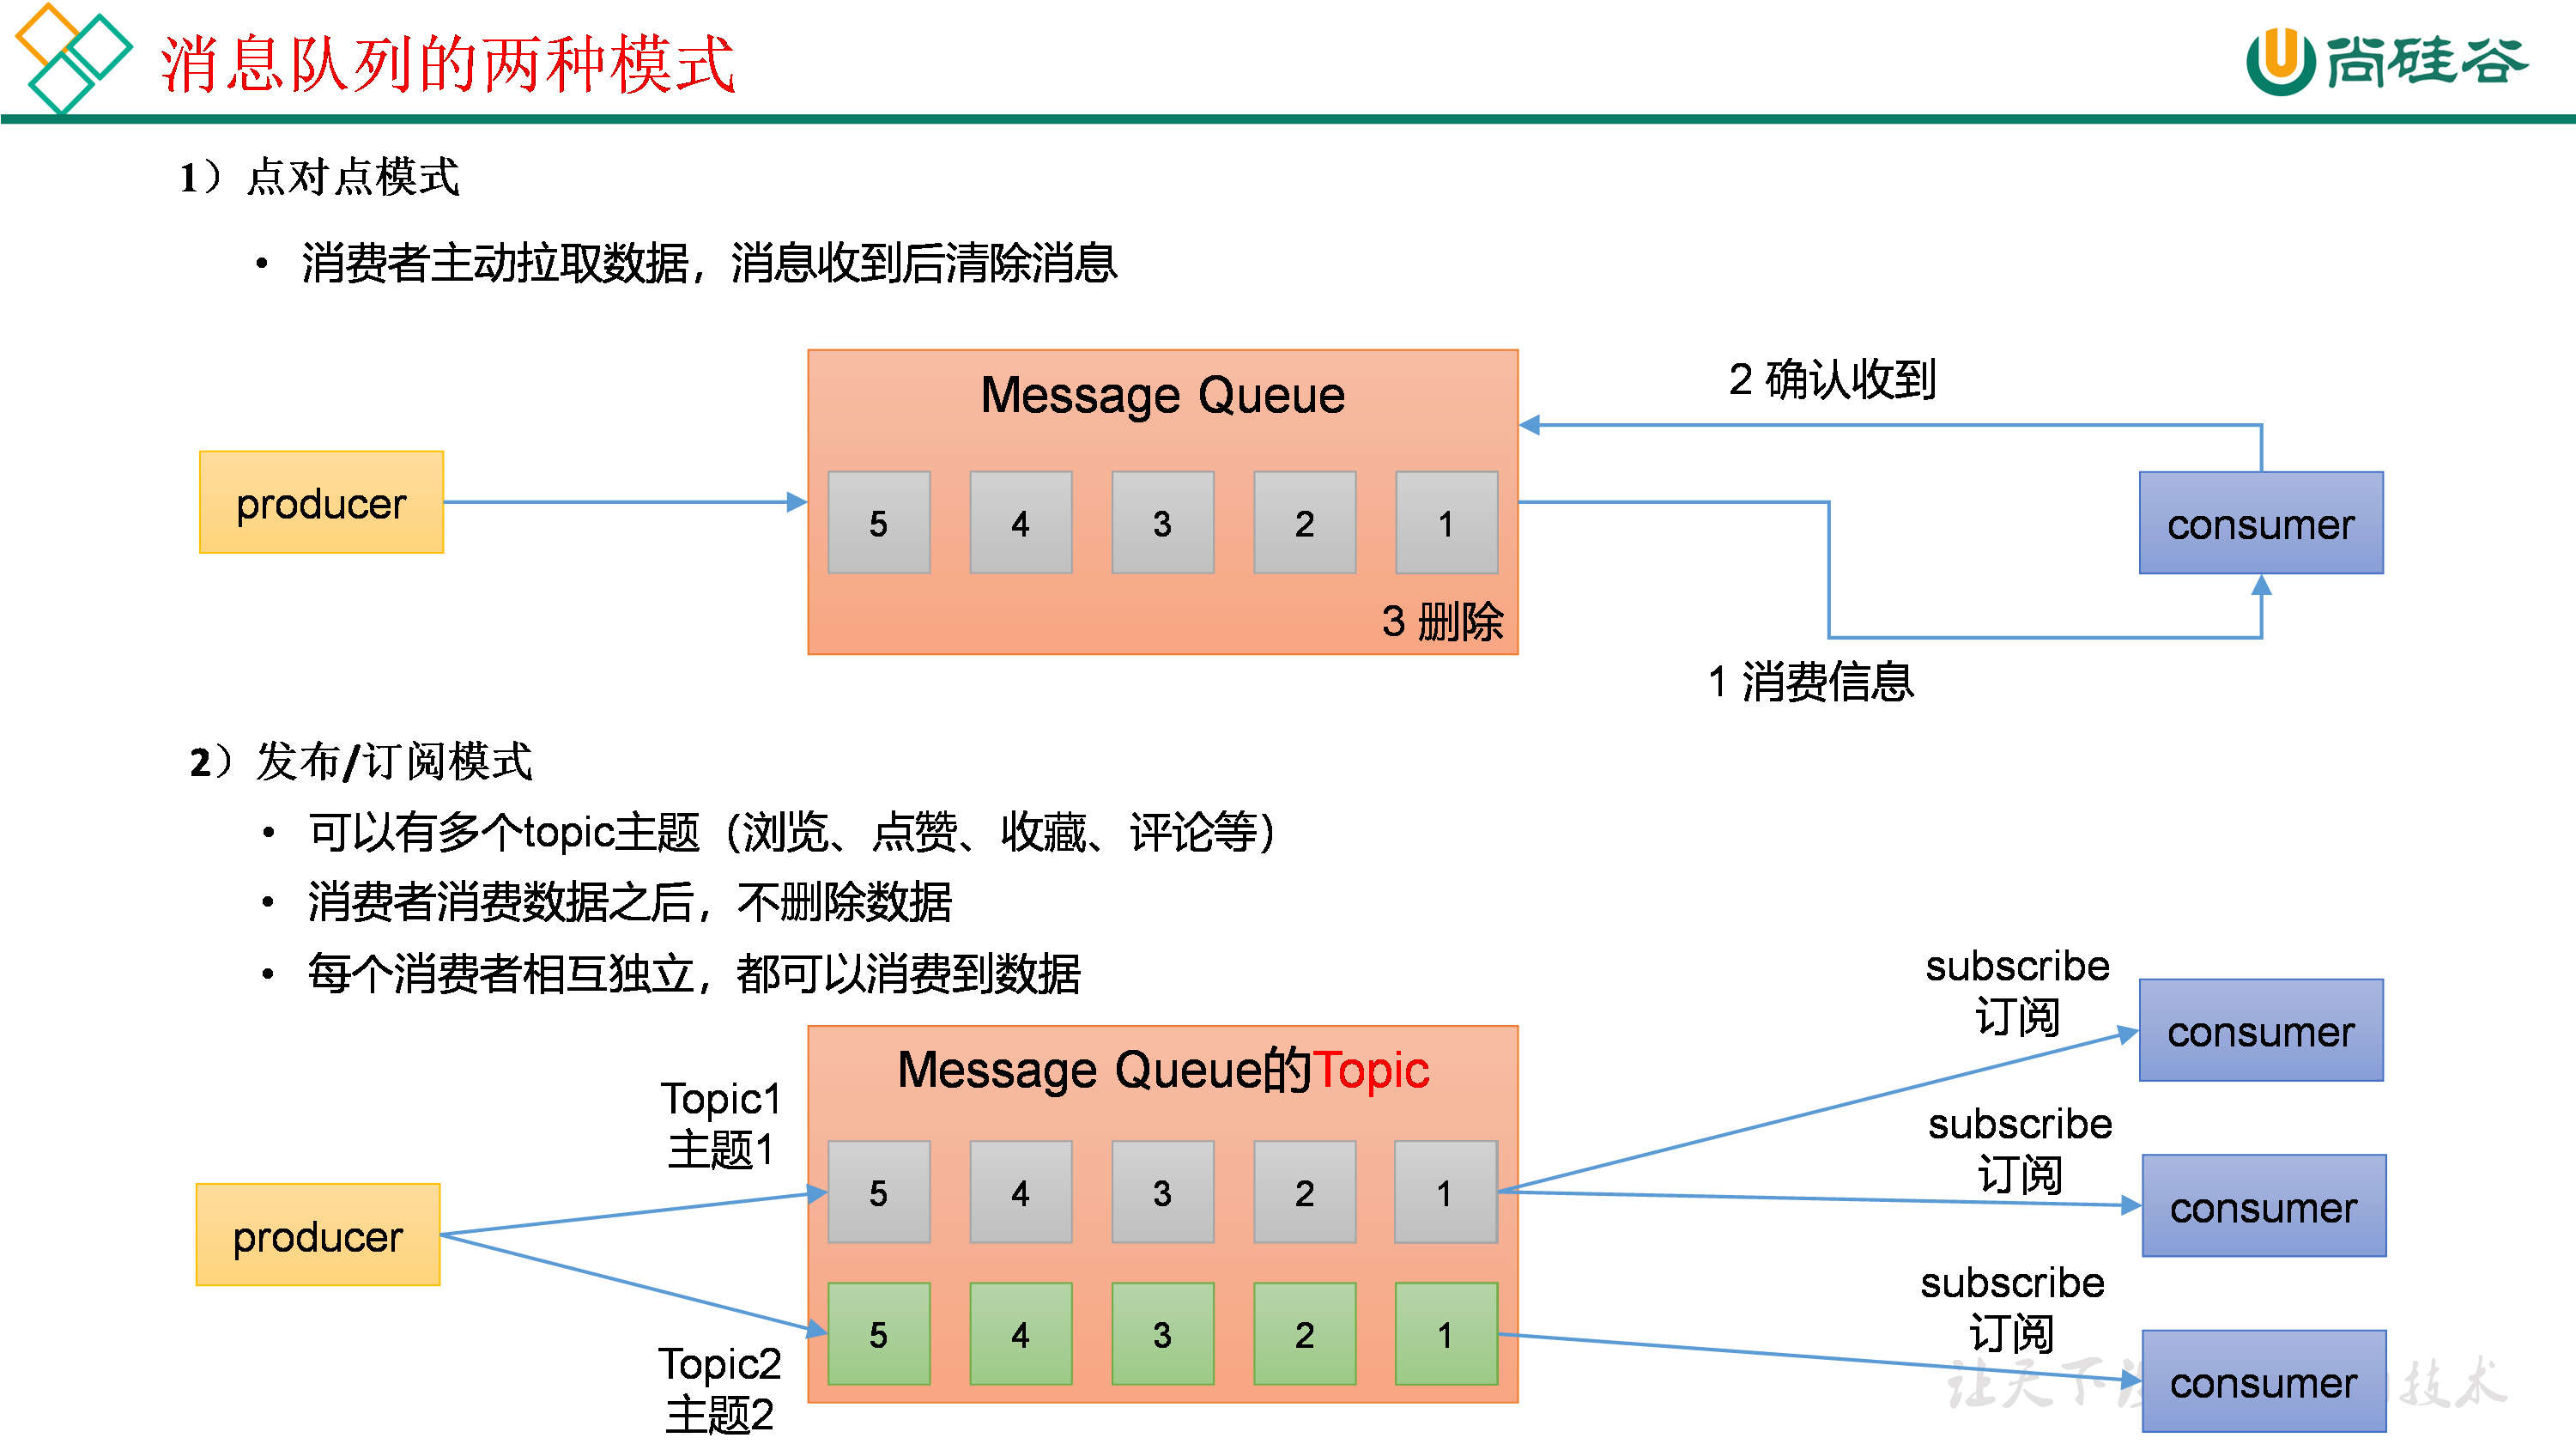 消息队列的两种模式
尚硅谷
1）点对点模式
• 消费者主动拉取数据，消息收到后清除消息
Message Queue
2 确认收到
producer
5 4 3 2 1
consumer
3 删除
1 消费信息
2）发布/订阅模式
• 可以有多个topic主题（浏览、点赞、收藏、评论等）
• 消费者消费数据之后，不删除数据
• 每个消费者相互独立，都可以消费到数据
subscribe
订阅
consumer
Message Queue的Topic
Topic1
主题1
subscribe
订阅
5 4 3 2 1
consumer
producer
subscribe
订阅
5 4 3 2 1
Topic2
主题2
consumer
让天下 技术